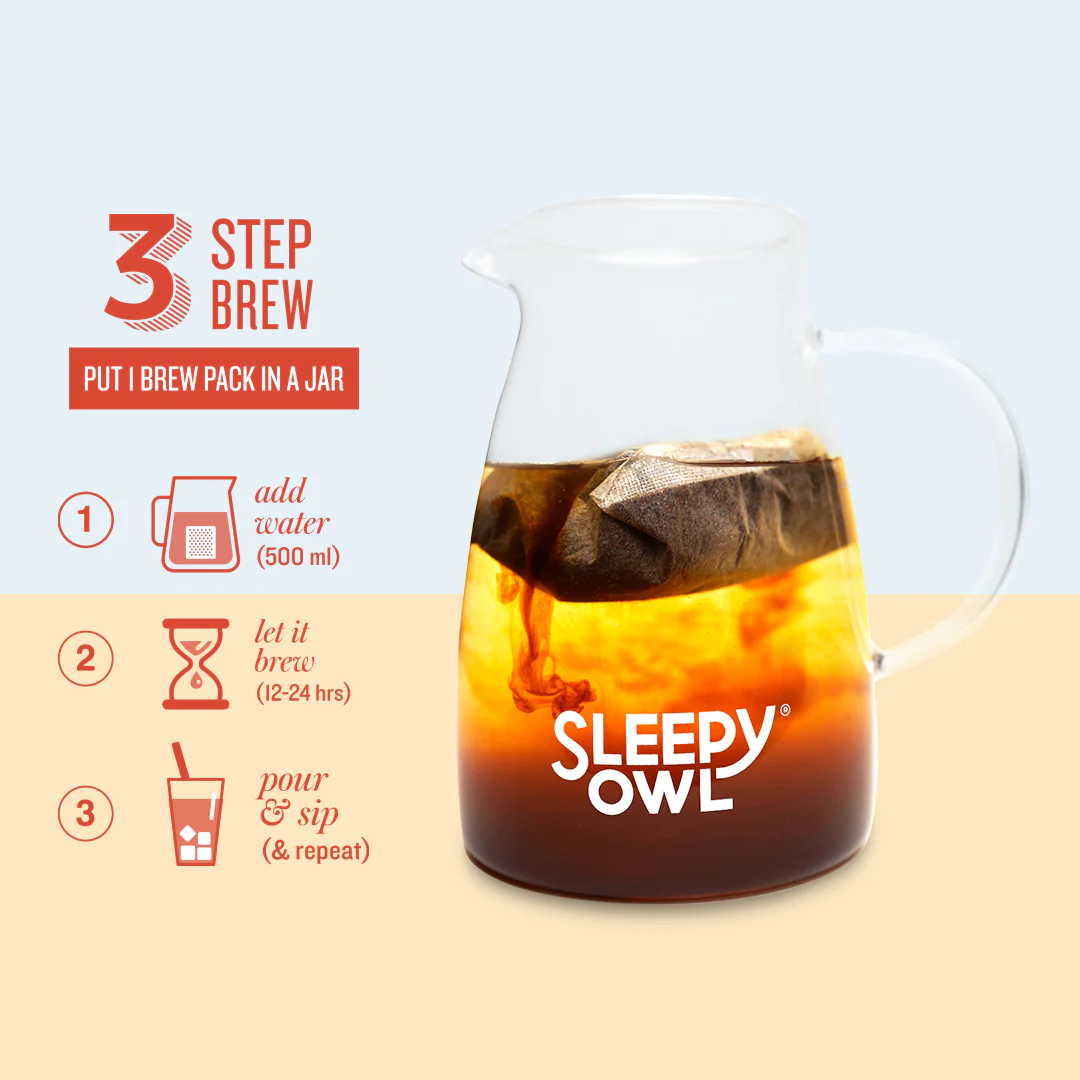 3 STEP
BREW
PUT 1 BREW PACK IN A JAR
1
add
water
(500 ml)
2
let it
brew
(12-24 hrs)
3
pour
& sip
(& repeat)
SLEEPY®
OWL